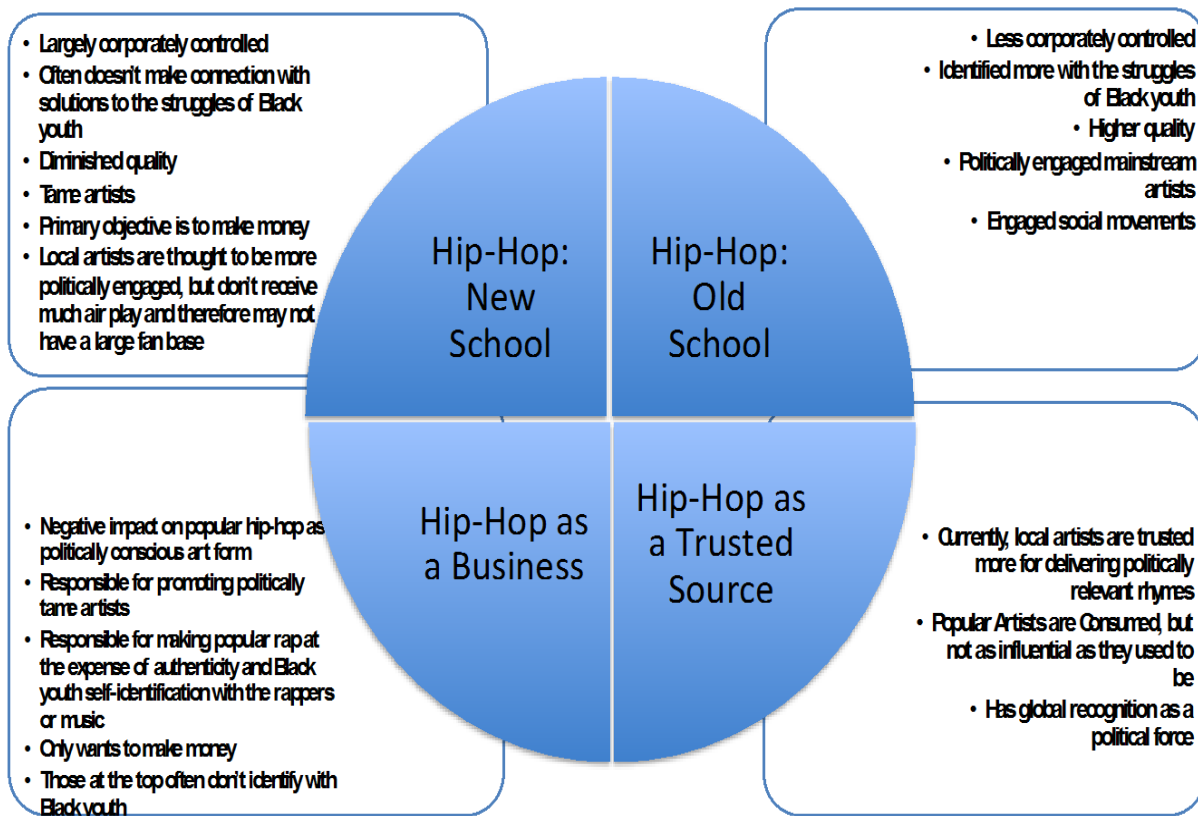 • Largely corporately controlled
• Often doesn't make connection with
solutions to the struggles of Black
youth
• Diminished quality
• Tame artists
• Primary objective is to make money
• Local artists are thought to be more
politically engaged, but don't receive
much air play and therefore may not
have a large fan base
• Less corporately controlled
• Identified more with the struggles
of Black youth
• Higher quality
• Politically engaged mainstream
artists
• Engaged social movements
Hip-Hop:
New
School
Hip-Hop:
Old
School
Hip-Hop as
a Business
Hip-Hop as
a Trusted
Source
• Negative impact on popular hip-hop as
politically conscious art form
• Responsible for promoting politically
tame artists
• Responsible for making popular rap at
the expense of authenticity and Black
youth self-identification with the rappers
or music
• Only wants to make money
• Those at the top often don't identify with
Black youth
• Currently, local artists are trusted
more for delivering politically
relevant rhymes
• Popular Artists are Consumed, but
not as influential as they used to
be
• Has global recognition as a
political force